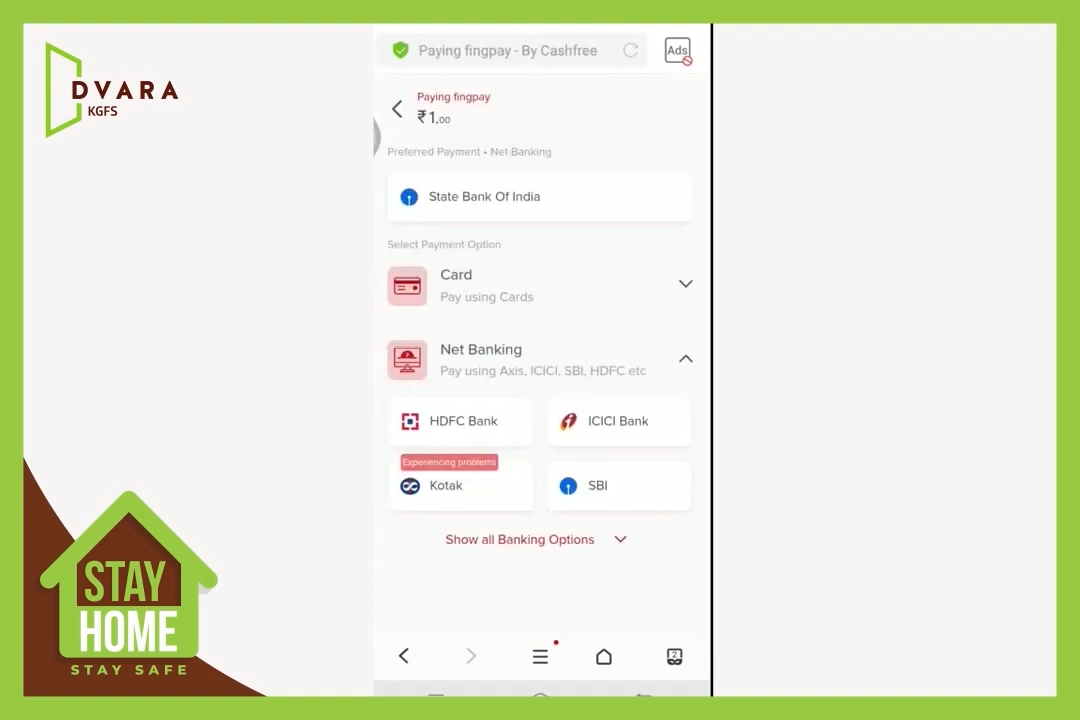 DVARA
KGFS
Paying fingpay - By Cashfree
Ads
Paying fingpay
₹1.00
Preferred Payment • Net Banking
State Bank Of India
Select Payment Option
Card
Pay using Cards
Net Banking
Pay using Axis, ICICI, SBI, HDFC etc
HDFC Bank
ICICI Bank
Experiencing problems
Kotak
SBI
Show all Banking Options
2
STAY
HOME
STAY SAFE